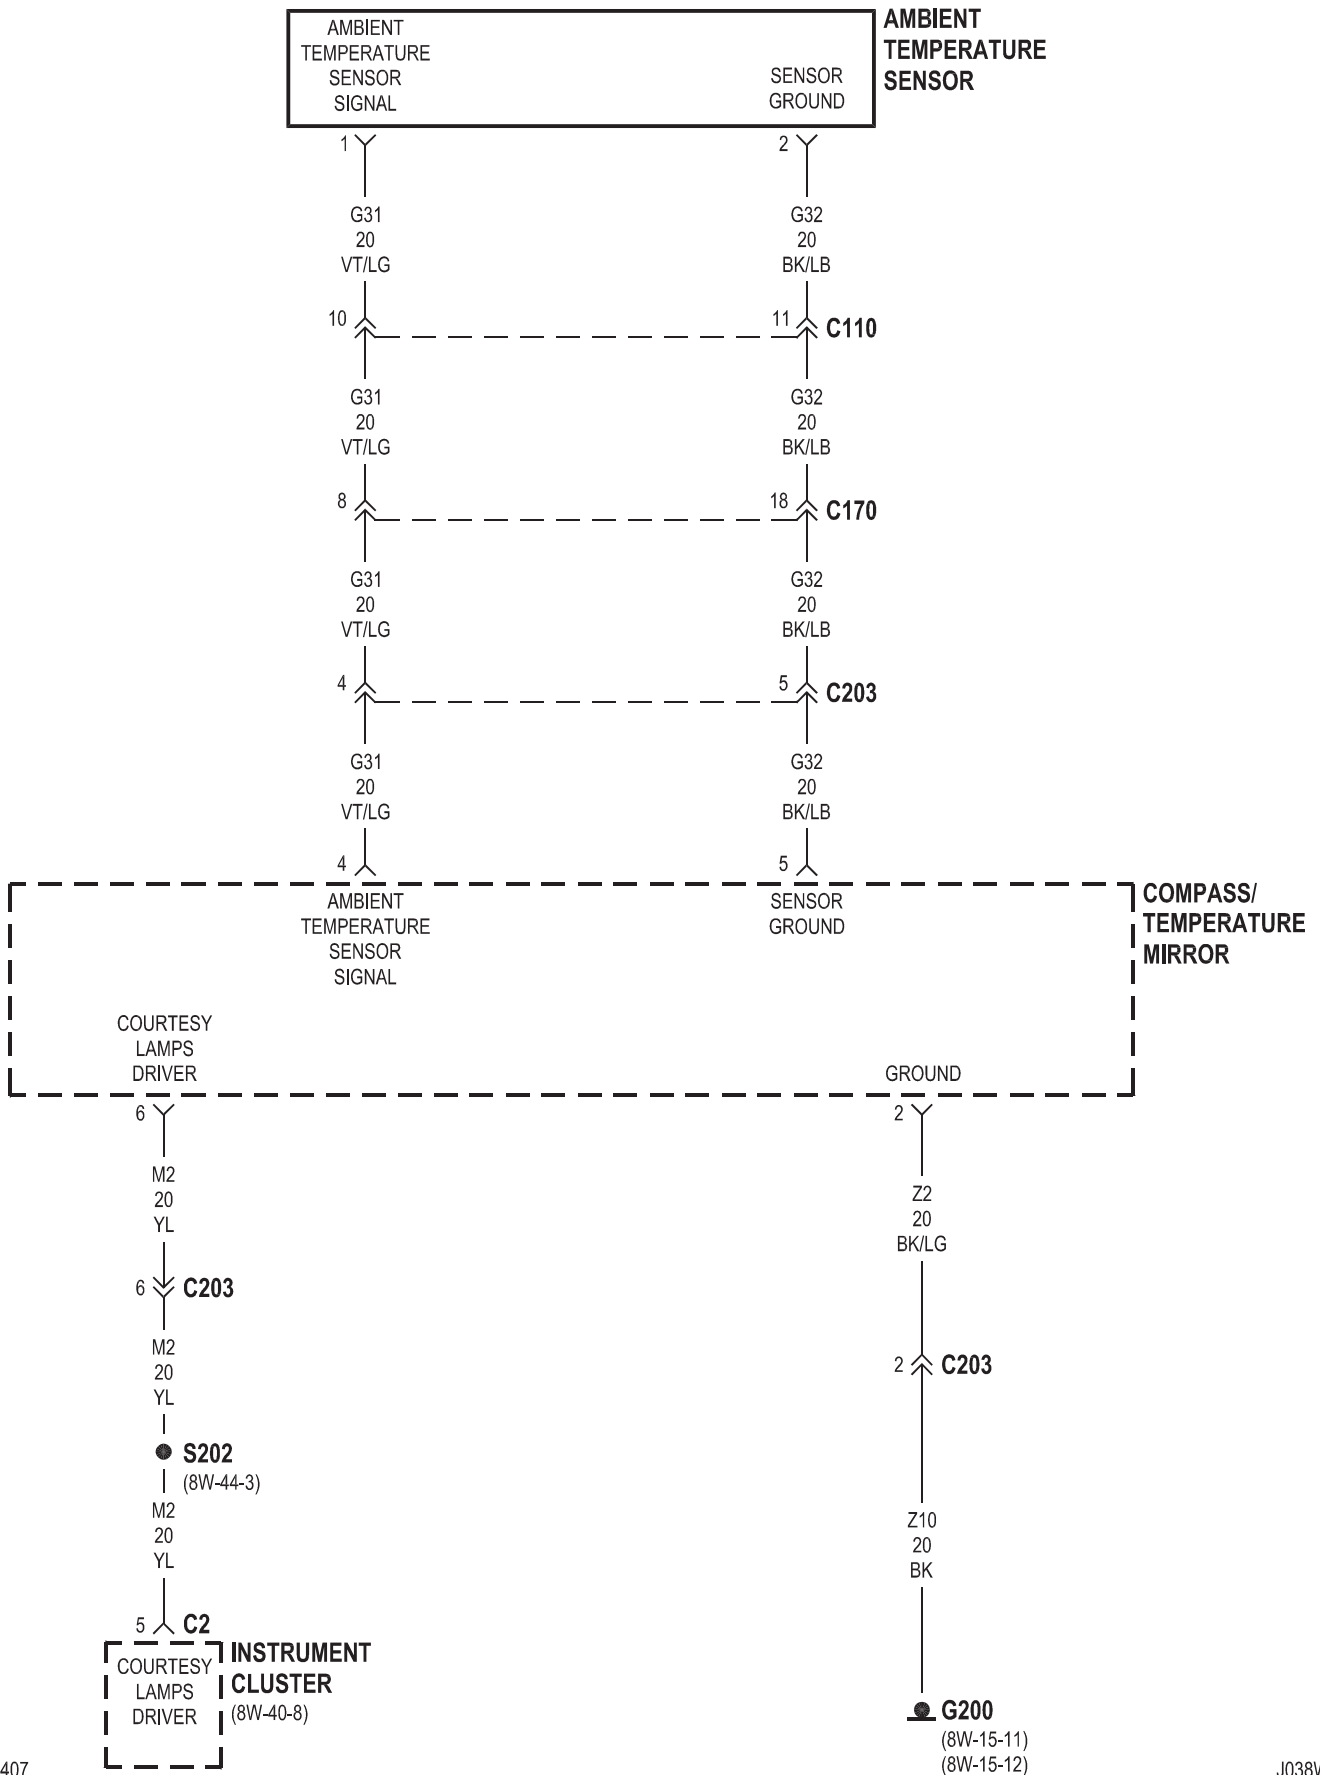 AMBIENT
TEMPERATURE
SENSOR
SIGNAL
SENSOR
GROUND
AMBIENT
TEMPERATURE
SENSOR
1
2
G31
20
VT/LG
G32
20
BK/LB
10
11
C110
G31
20
VT/LG
G32
20
BK/LB
8
18
C170
G31
20
VT/LG
G32
20
BK/LB
4
5
C203
G31
20
VT/LG
G32
20
BK/LB
4
5
AMBIENT
TEMPERATURE
SENSOR
SIGNAL
SENSOR
GROUND
COMPASS/
TEMPERATURE
MIRROR
COURTESY
LAMPS
DRIVER
GROUND
6
2
M2
20
YL
Z2
20
BK/LG
6
C203
2
C203
M2
20
YL
S202
(8W-44-3)
M2
20
YL
Z10
20
BK
5
C2
COURTESY
LAMPS
DRIVER
INSTRUMENT
CLUSTER
(8W-40-8)
G200
(8W-15-11)
(8W-15-12)
407